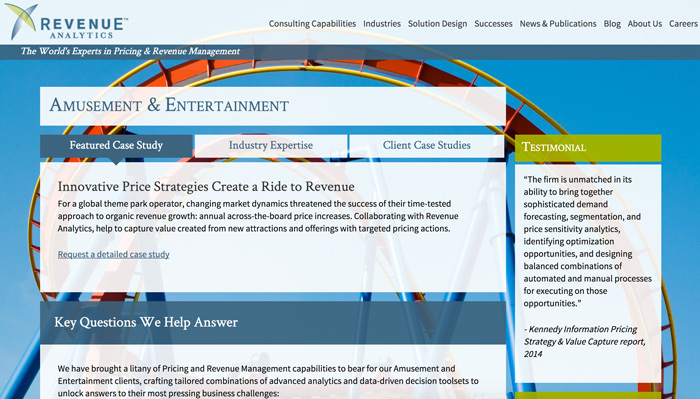 REVENUE™
ANALYTICS
Consulting Capabilities Industries Solution Design Successes News & Publications Blog About Us Careers
The World's Experts in Pricing & Revenue Management
Amusement & Entertainment
Featured Case Study Industry Expertise Client Case Studies
Innovative Price Strategies Create a Ride to Revenue
For a global theme park operator, changing market dynamics threatened the success of their time-tested
approach to organic revenue growth: annual across-the-board price increases. Collaborating with Revenue
Analytics, help to capture value created from new attractions and offerings with targeted pricing actions.
Request a detailed case study
Key Questions We Help Answer
We have brought a litany of Pricing and Revenue Management capabilities to bear for our Amusement and
Entertainment clients, crafting tailored combinations of advanced analytics and data-driven decision toolsets to
unlock answers to their most pressing business challenges:
Testimonial
“The firm is unmatched in its
ability to bring together
sophisticated demand
forecasting, segmentation, and
price sensitivity analytics,
identifying optimization
opportunities, and designing
balanced combinations of
automated and manual processes
for executing on those
opportunities.”
- Kennedy Information Pricing
Strategy & Value Capture report,
2014